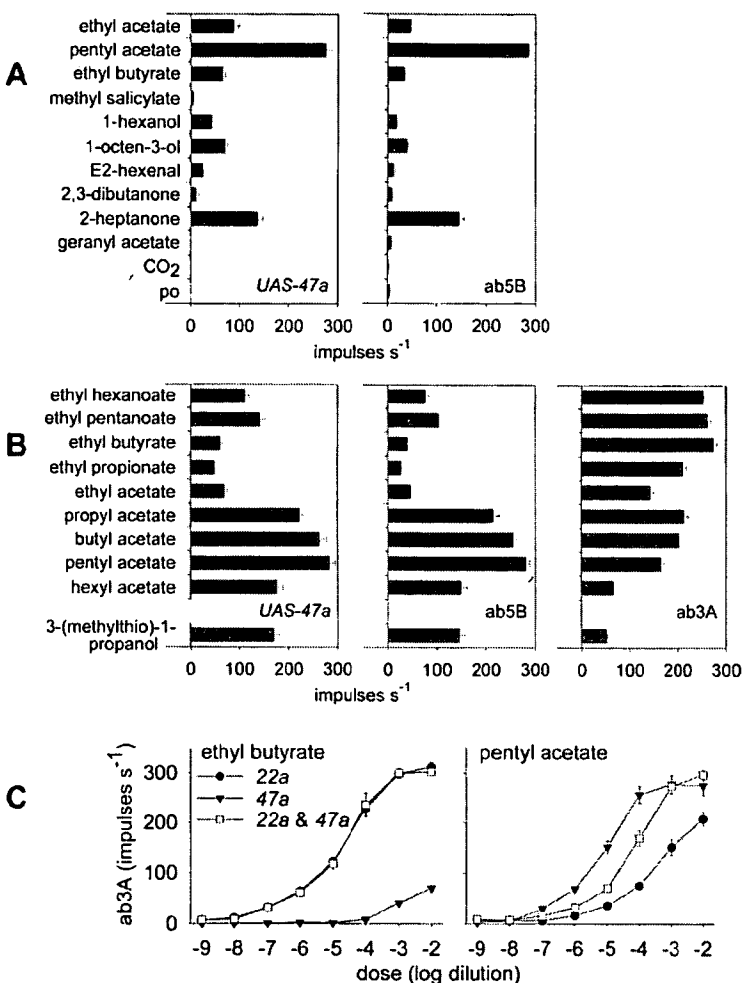 A
ethyl acetate
pentyl acetate
ethyl butyrate
methyl salicylate
1-hexanol
1-octen-3-ol
E2-hexenal
2,3-dibutanone
2-heptanone
geranyl acetate
CO2
po
UAS-47a
ab5B
0 100 200 300 0 100 200 300
impulses s-1
B
ethyl hexanoate
ethyl pentanoate
ethyl butyrate
ethyl propionate
ethyl acetate
propyl acetate
butyl acetate
pentyl acetate
hexyl acetate
3-(methylthio)-1-
propanol
UAS-47a
ab5B
ab3A
0 100 200 300 0 100 200 300 0 100 200 300
impulses s-1
C
ab3A (impulses s-1)
300
200
100
0
ethyl butyrate
22a
47a
22a & 47a
pentyl acetate
-9 -8 -7 -6 -5 -4 -3 -2 -9 -8 -7 -6 -5 -4 -3 -2
dose (log dilution)